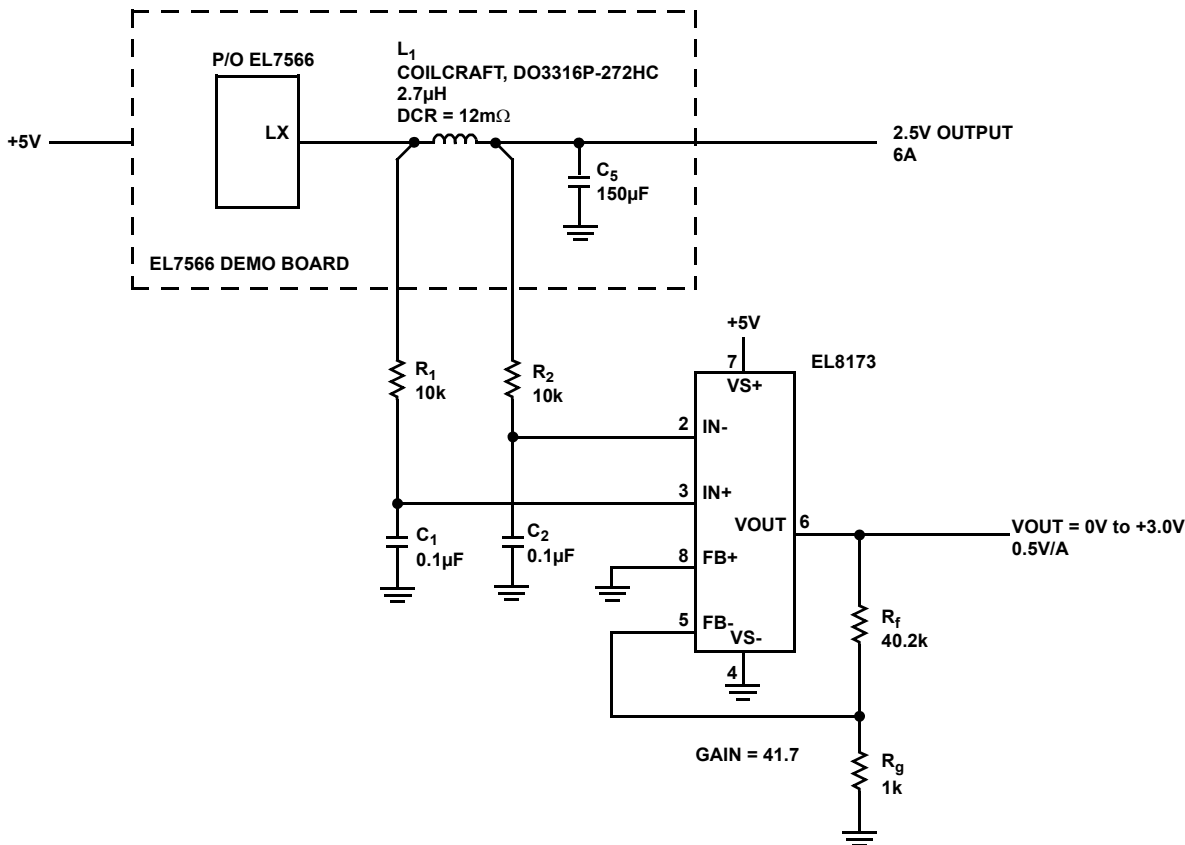 P/O EL7566
LX
L1
COILCRAFT, DO3316P-272HC
2.7µH
DCR = 12mΩ
+5V
2.5V OUTPUT
6A
C5
150µF
EL7566 DEMO BOARD
R1
10k
R2
10k
+5V
7
VS+
EL8173
2
IN-
3
IN+
VOUT
6
VOUT = 0V to +3.0V
0.5V/A
C1
0.1µF
C2
0.1µF
8
FB+
5
FB-
VS-
4
Rf
40.2k
GAIN = 41.7
Rg
1k